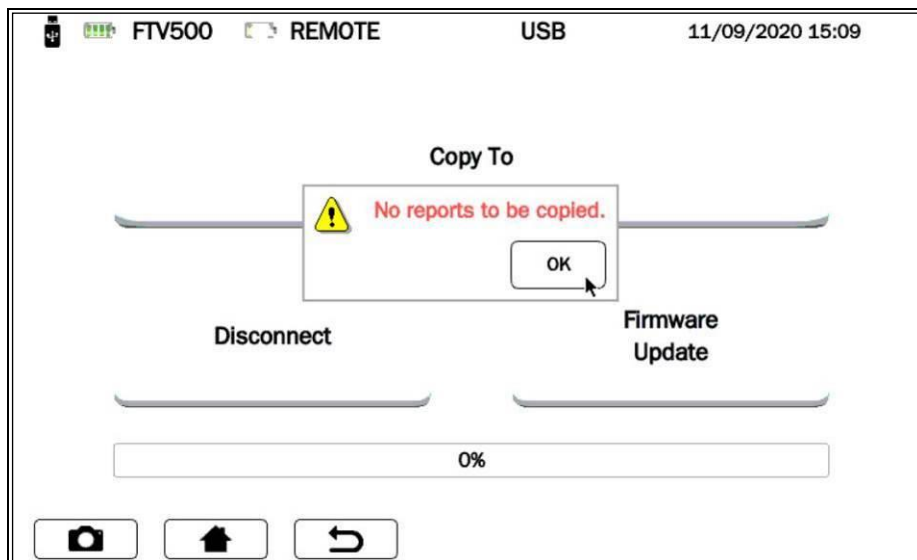 FTV500 REMOTE USB 11/09/2020 15:09
Copy To
No reports to be copied.
OK
Disconnect
Firmware
Update
0%